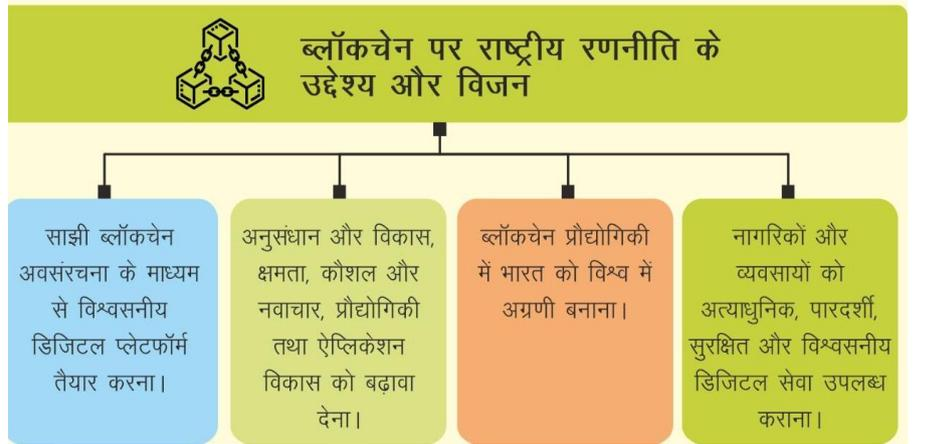 ब्लॉकचेन पर राष्ट्रीय रणनीति के
उद्देश्य और विजन
साझी ब्लॉकचेन
अवसंरचना के माध्यम
से विश्वसनीय
डिजिटल प्लेटफॉर्म
तैयार करना।
अनुसंधान और विकास,
क्षमता, कौशल और
नवाचार, प्रौद्योगिकी
तथा ऐप्लिकेशन
विकास को बढ़ावा
देना।
ब्लॉकचेन प्रौद्योगिकी
में भारत को विश्व में
अग्रणी बनाना।
नागरिकों और
व्यवसायों को
अत्याधुनिक, पारदर्शी,
सुरक्षित और विश्वसनीय
डिजिटल सेवा उपलब्ध
कराना।